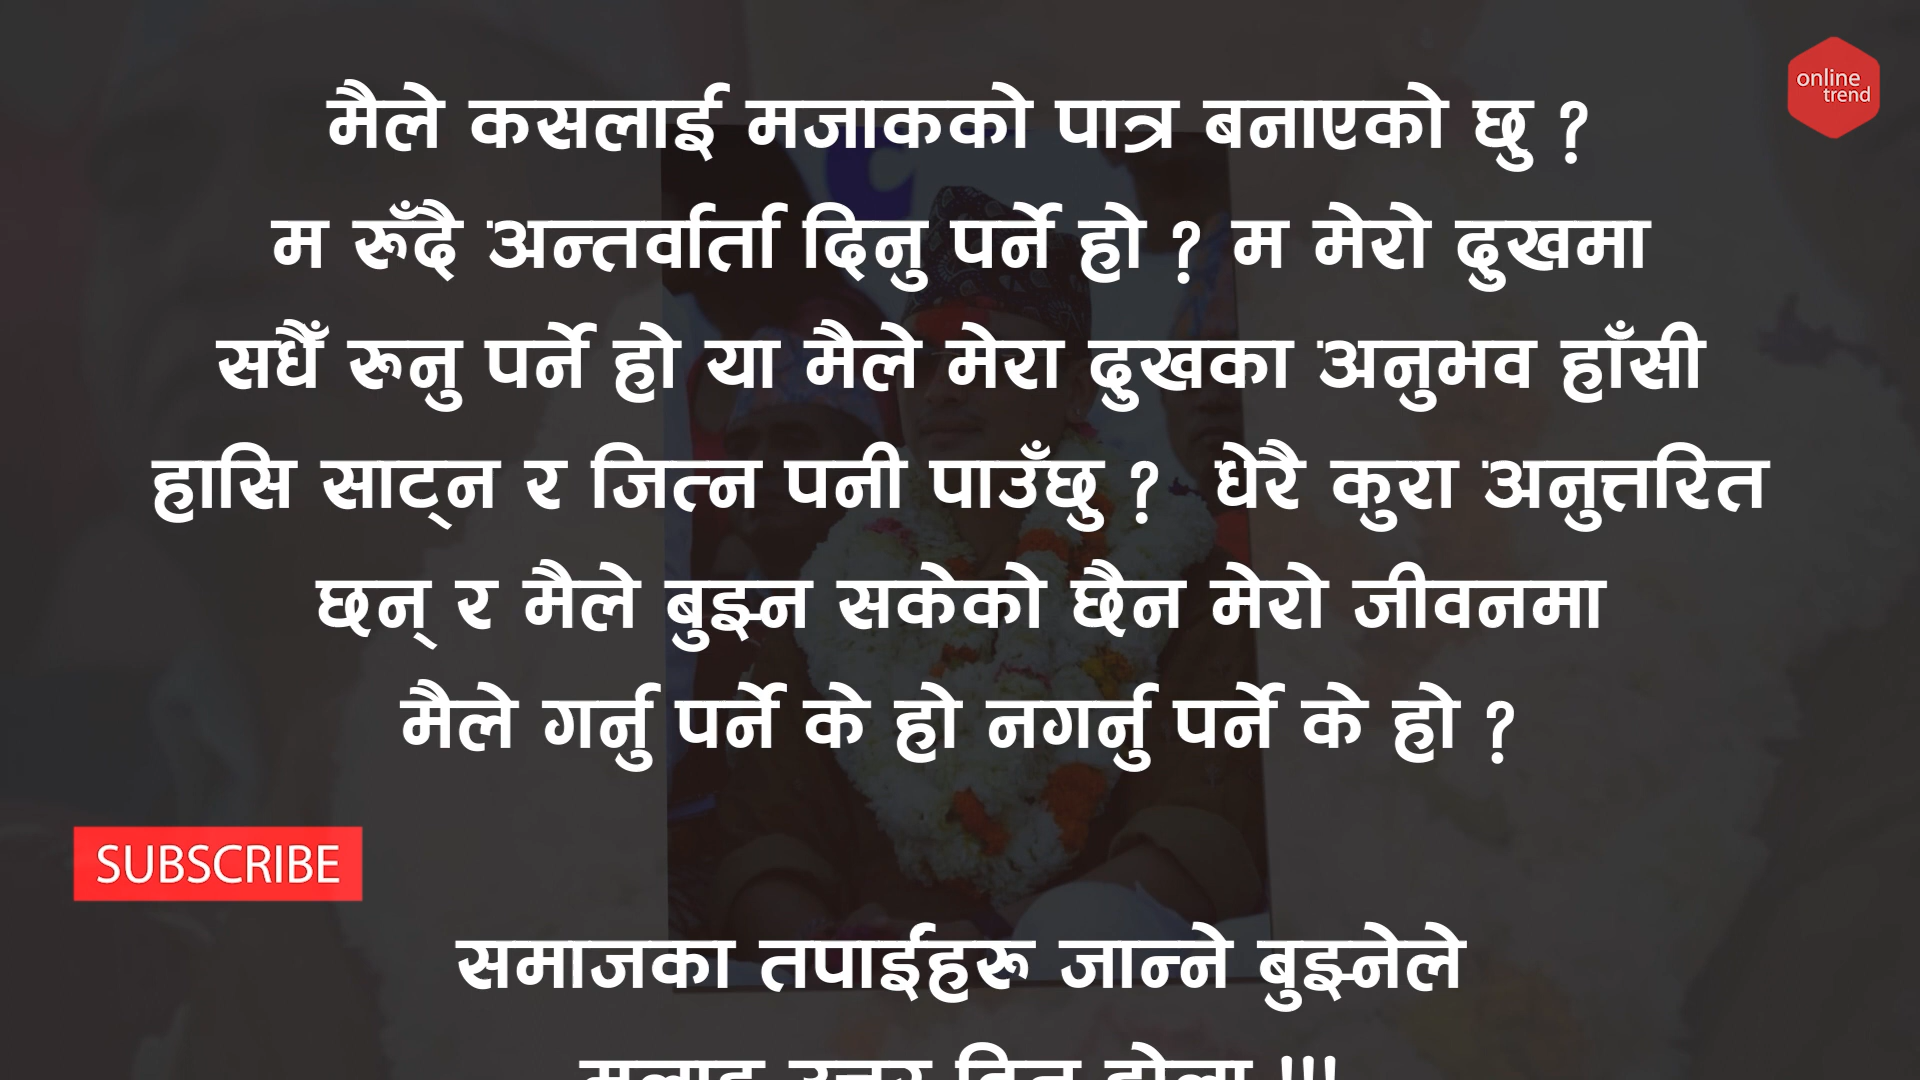 online
trend
मैले कसलाई मजाकको पात्र बनाएको छु ?
म रूँदै अन्तर्वार्ता दिनु पर्ने हो ? म मेरो दुखमा
सधैँ रूनु पर्ने हो या मैले मेरा दुखका अनुभव हाँसी
हासि साट्न र जित्न पनी पाउँछु ? धेरै कुरा अनुत्तरित
छन् र मैले बुझ्न सकेको छैन मेरो जीवनमा
मैले गर्नु पर्ने के हो नगर्नु पर्ने के हो ?
SUBSCRIBE
समाजका तपाईहरू जान्ने बुझ्नेले